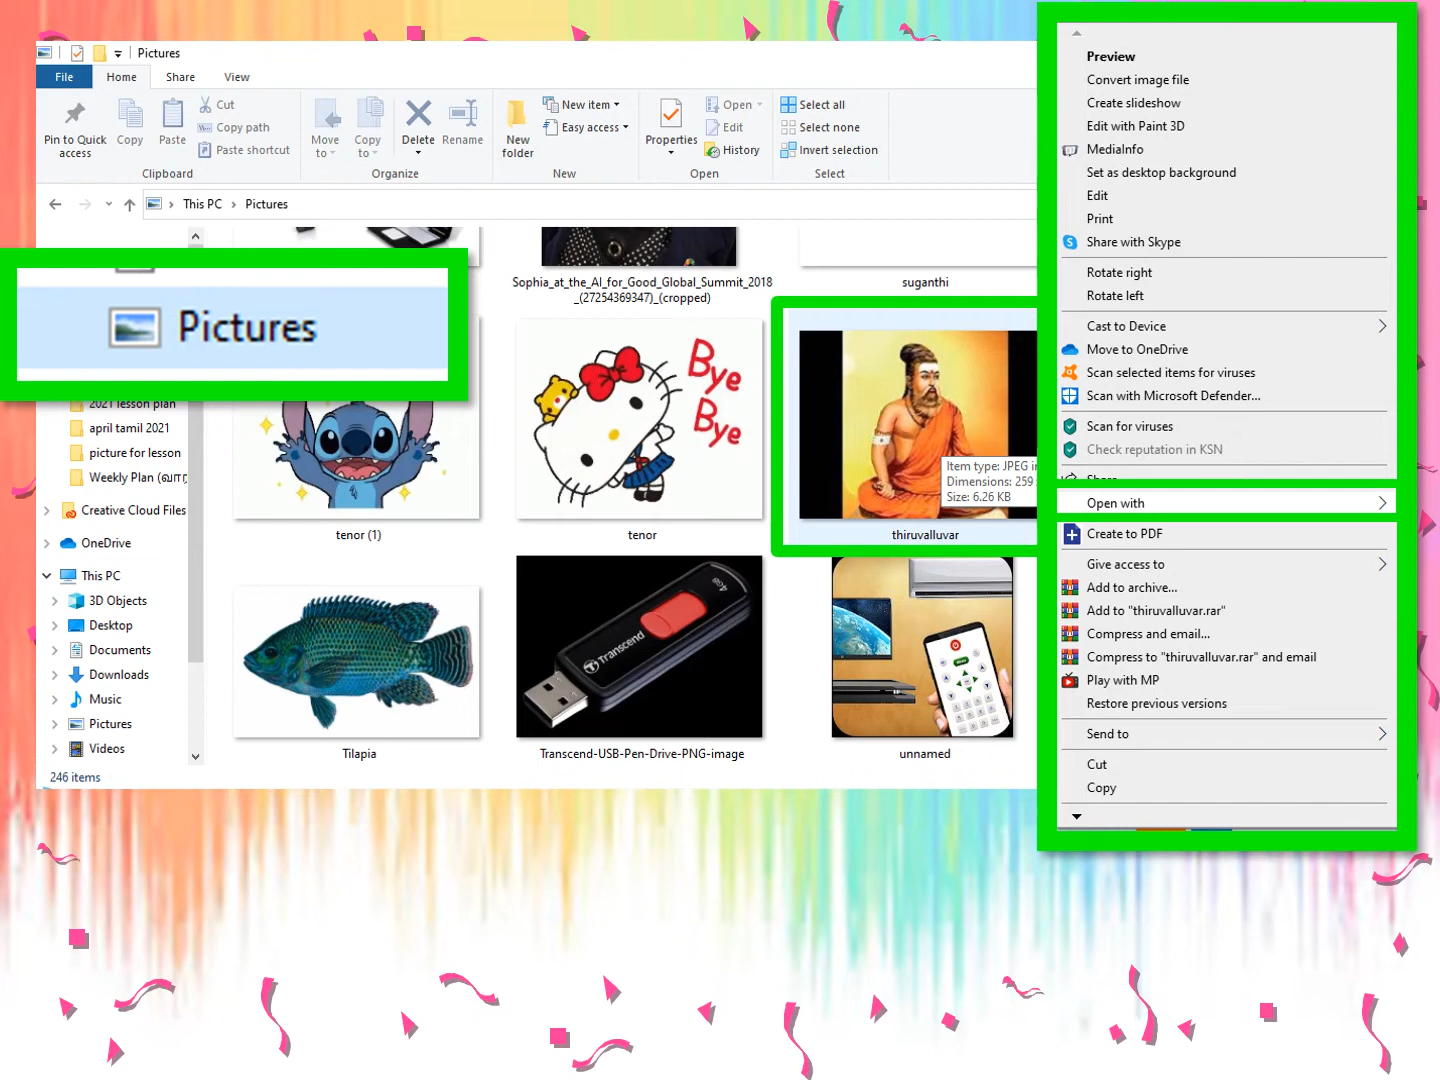 Pictures
File
Home
Share
View
Pin to Quick
access
Copy
Paste
Cut
Copy path
Paste shortcut
Clipboard
Move
to
Copy
to
Delete
Rename
Organize
New
folder
New item
Easy access
New
Properties
Open
Edit
History
Open
Select all
Select none
Invert selection
Select
This PC
Pictures
Pictures
2021 lesson plan
april tamil 2021
picture for lesson
Weekly Plan
Creative Cloud Files
OneDrive
This PC
3D Objects
Desktop
Documents
Downloads
Music
Pictures
Videos
246 items
Sophia_at_the_AI_for_Good_Global_Summit_2018
_(27254369347)_(cropped)
suganthi
Bye
Bye
tenor (1)
tenor
Item type: JPEG
Dimensions: 259
Size: 6.26 KB
thiruvalluvar
4GB
Transcend
Tilapia
Transcend-USB-Pen-Drive-PNG-image
unnamed
Preview
Convert image file
Create slideshow
Edit with Paint 3D
MediaInfo
Set as desktop background
Edit
Print
Share with Skype
Rotate right
Rotate left
Cast to Device
Move to OneDrive
Scan selected items for viruses
Scan with Microsoft Defender...
Scan for viruses
Check reputation in KSN
Open with
Create to PDF
Give access to
Add to archive...
Add to "thiruvalluvar.rar"
Compress and email...
Compress to "thiruvalluvar.rar" and email
Play with MP
Restore previous versions
Send to
Cut
Copy